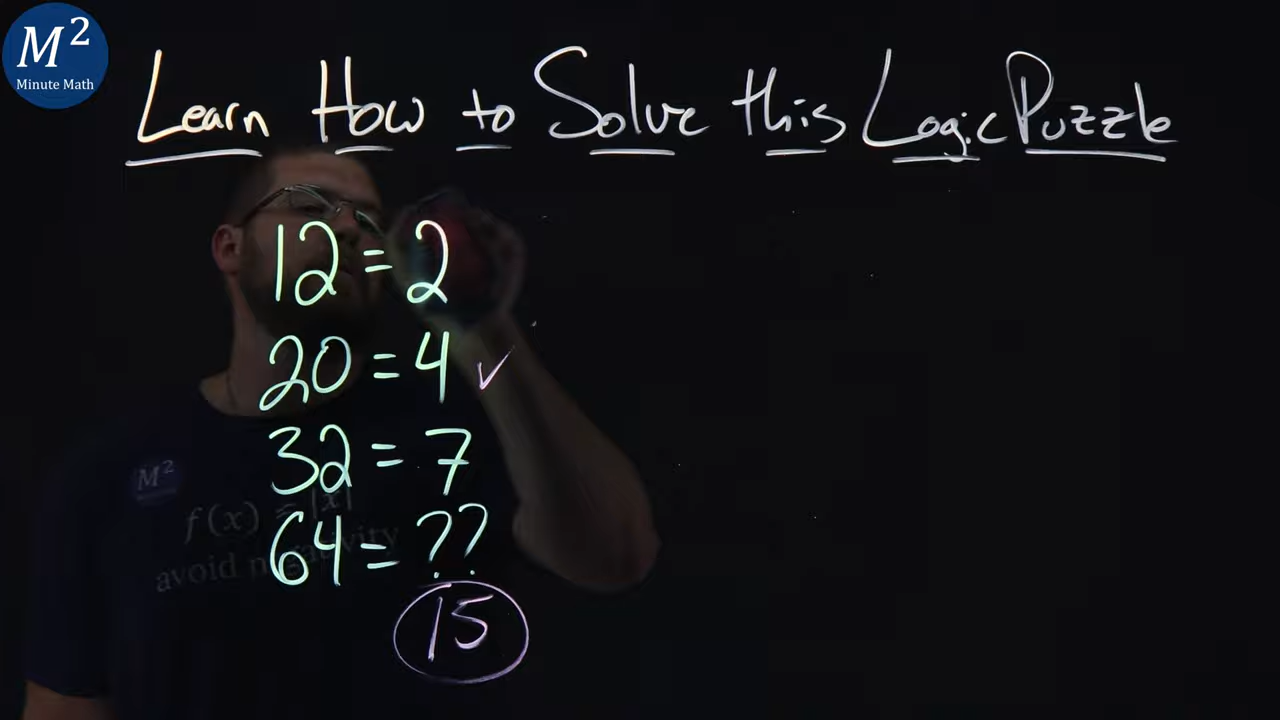 M²
Minute Math
Learn How to Solve this Logic Puzzle
12 = 2
20 = 4 ✓
32 = 7
64 = ??
15
M²
f(x) = |x|
avoid negativity